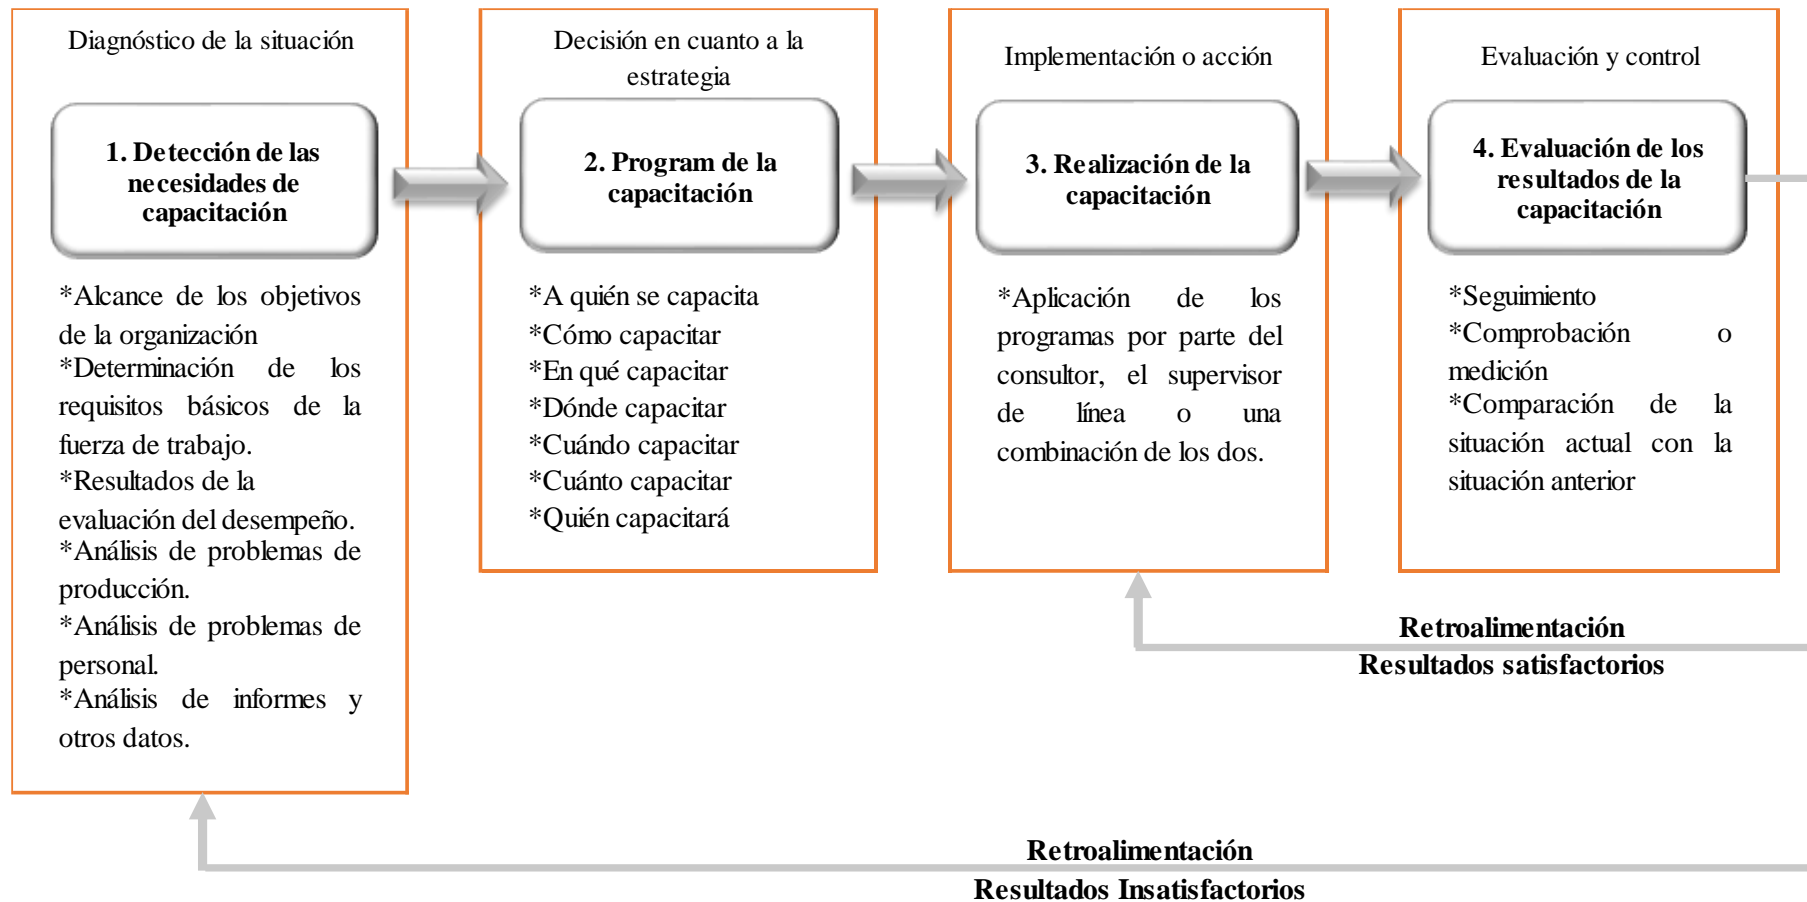 Diagnóstico de la situación
1. Detección de las
necesidades de
capacitación
*Alcance de los objetivos
de la organización
*Determinación de los
requisitos básicos de la
fuerza de trabajo.
*Resultados de la
evaluación del desempeño.
*Análisis de problemas de
producción.
*Análisis de problemas de
personal.
*Análisis de informes y
otros datos.
Decisión en cuanto a la
estrategia
2. Program de la
capacitación
*A quién se capacita
*Cómo capacitar
*En qué capacitar
*Dónde capacitar
*Cuándo capacitar
*Cuánto capacitar
*Quién capacitará
Implementación o acción
3. Realización de la
capacitación
*Aplicación de los
programas por parte del
consultor, el supervisor
de línea o una
combinación de los dos.
Evaluación y control
4. Evaluación de los
resultados de la
capacitación
*Seguimiento
*Comprobación o
medición
*Comparación de la
situación actual con la
situación anterior
Retroalimentación
Resultados satisfactorios
Retroalimentación
Resultados Insatisfactorios